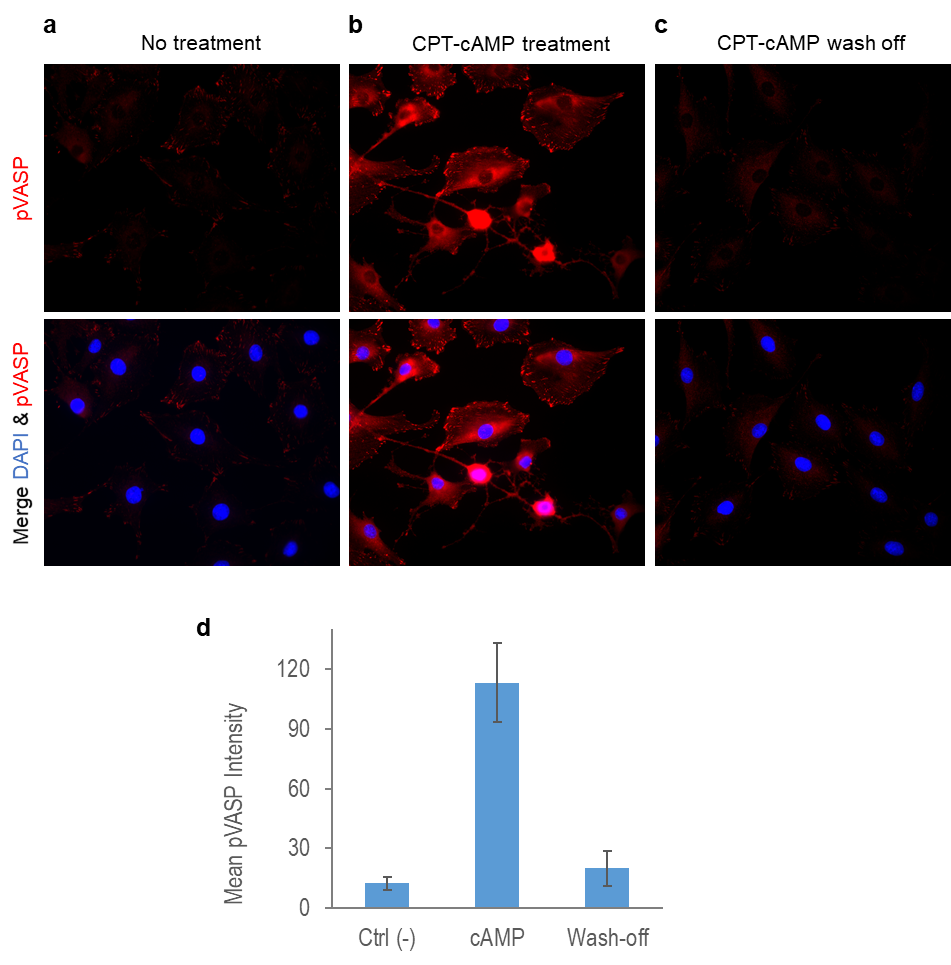 a
No treatment
b
CPT-cAMP treatment
c
CPT-cAMP wash off
pVASP
Merge DAPI & pVASP
d
Mean pVASP Intensity
120
90
60
30
0
Ctrl (-)
cAMP
Wash-off